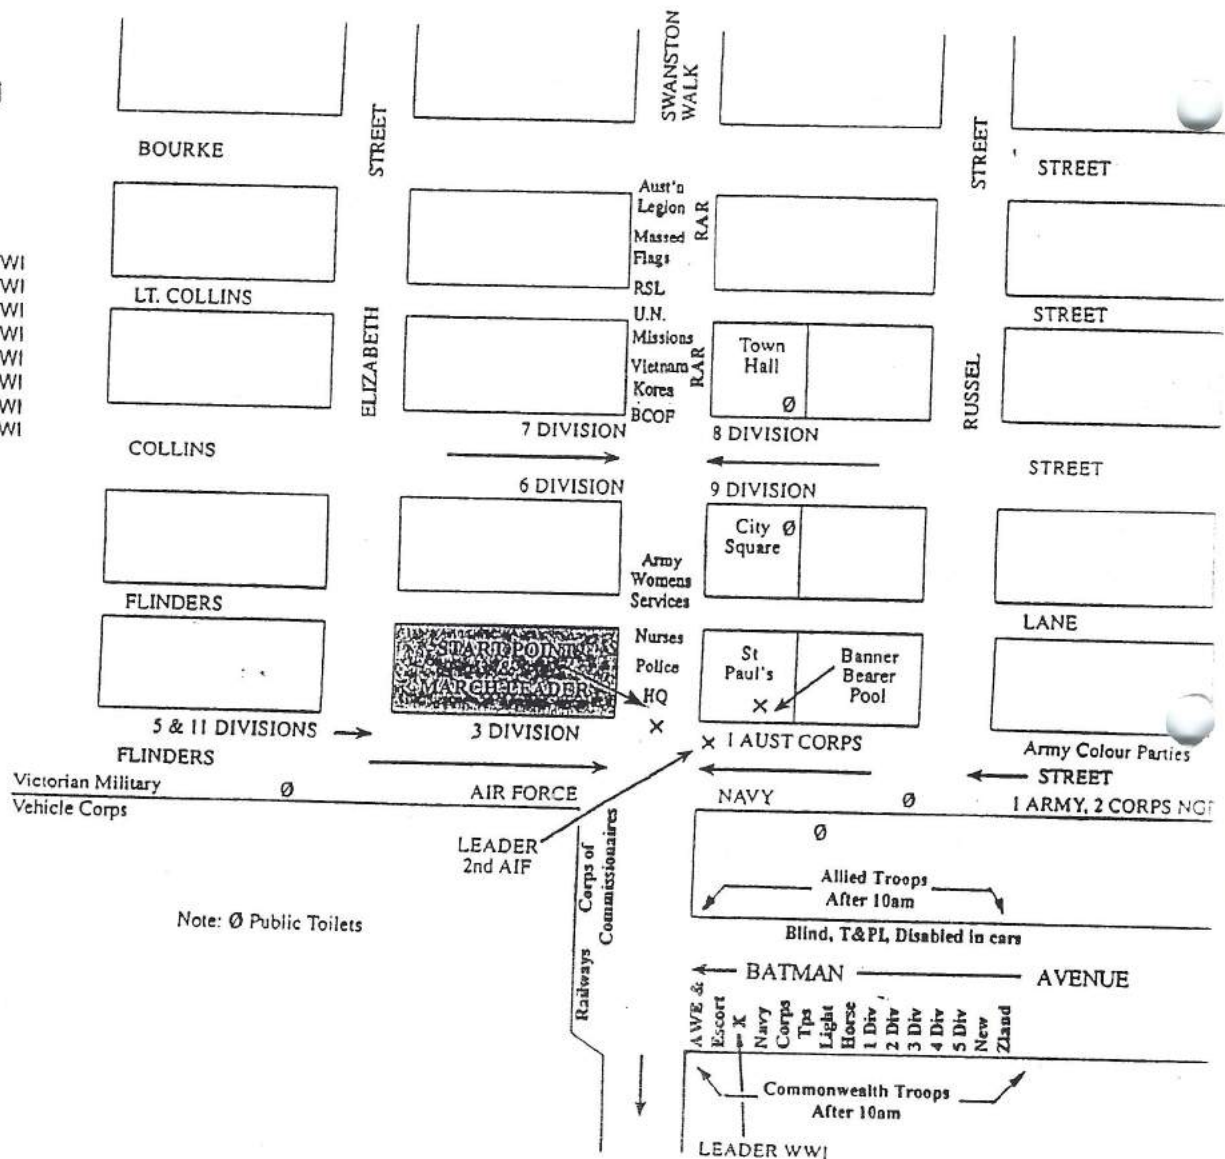 SWANSTON
WALK
STREET
STREET
BOURKE
STREET
Aust'n
Legion
RAR
Massed
Flags
RSL
WI
WI
WI
WI
WI
WI
WI
WI
LT. COLLINS
STREET
U.N.
Missions
Vietnam
Korea
BCOF
RAR
Town
Hall
Ø
ELIZABETH
RUSSEL
7 DIVISION
8 DIVISION
COLLINS
STREET
6 DIVISION
9 DIVISION
City Ø
Square
Army
Womens
Services
FLINDERS
LANE
START POINT
MARCH LEADER
Nurses
Police
HQ
X
St
Paul's
X
Banner
Bearer
Pool
5 & 11 DIVISIONS
3 DIVISION
X 1 AUST CORPS
Army Colour Parties
FLINDERS
STREET
Victorian Military
Ø
AIR FORCE
NAVY
Ø
1 ARMY, 2 CORPS NGF
Vehicle Corps
LEADER
2nd AIF
Ø
Railways
Corps of
Commissionaires
Allied Troops
After 10am
Note: Ø Public Toilets
Blind, T&PI, Disabled in cars
BATMAN
AVENUE
AWE &
Escort
X
Navy
Corps
Tps
Light
Horse
1 Div
2 Div
3 Div
4 Div
5 Div
New
Zland
Commonwealth Troops
After 10am
LEADER WWI